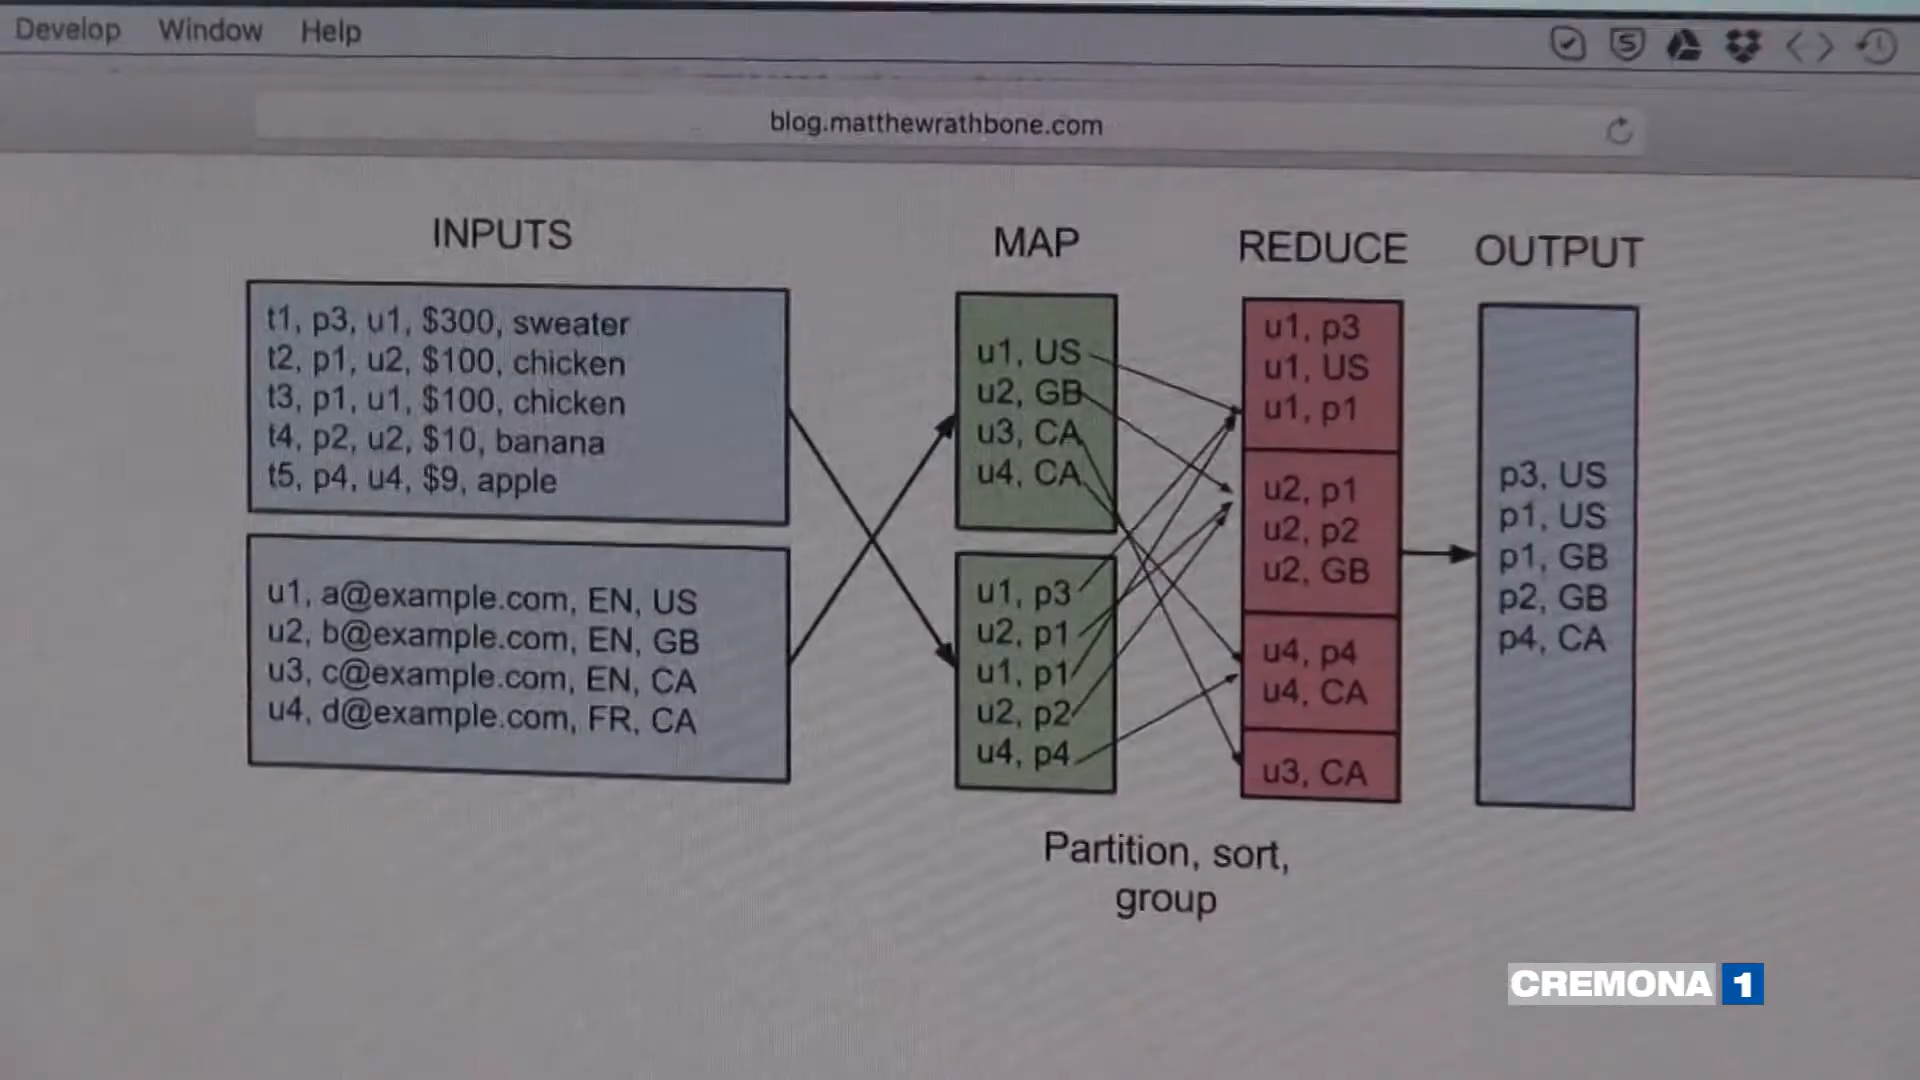 Develop Window Help
blog.matthewrathbone.com
INPUTS
t1, p3, u1, $300, sweater
t2, p1, u2, $100, chicken
t3, p1, u1, $100, chicken
t4, p2, u2, $10, banana
t5, p4, u4, $9, apple
u1, a@example.com, EN, US
u2, b@example.com, EN, GB
u3, c@example.com, EN, CA
u4, d@example.com, FR, CA
MAP
u1, US
u2, GB
u3, CA
u4, CA
u1, p3
u2, p1
u1, p1
u2, p2
u4, p4
Partition, sort,
group
REDUCE
u1, p3
u1, US
u1, p1
u2, p1
u2, p2
u2, GB
u4, p4
u4, CA
u3, CA
OUTPUT
p3, US
p1, US
p1, GB
p2, GB
p4, CA
CREMONA 1